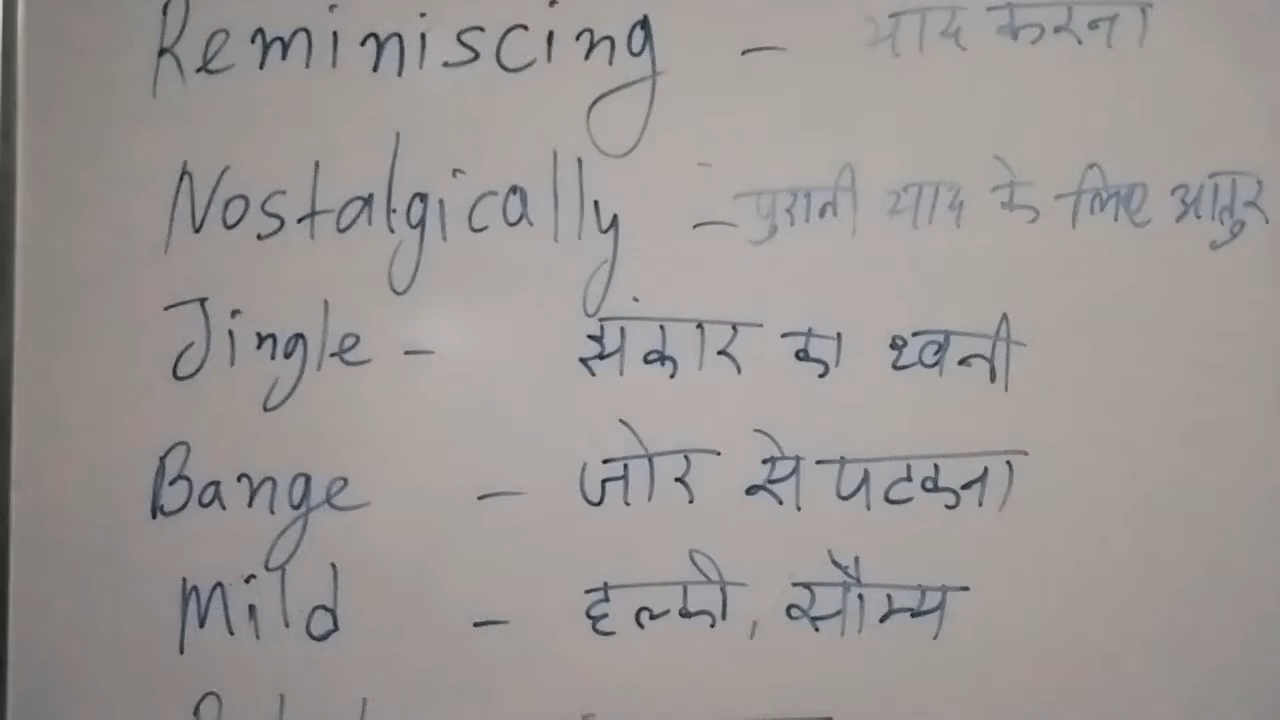 Reminiscing - याद करना
Nostalgically - पुरानी याद के लिए आतुर
Jingle - झंकार का ध्वनी
Bange - जोर से पटकना
Mild - हल्की, सौम्य